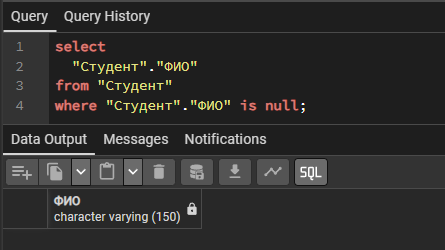 Query Query History
1 select
2 "Студент"."ФИО"
3 from "Студент"
4 where "Студент"."ФИО" is null;
Data Output Messages Notifications
SQL
ФИО
character varying (150)